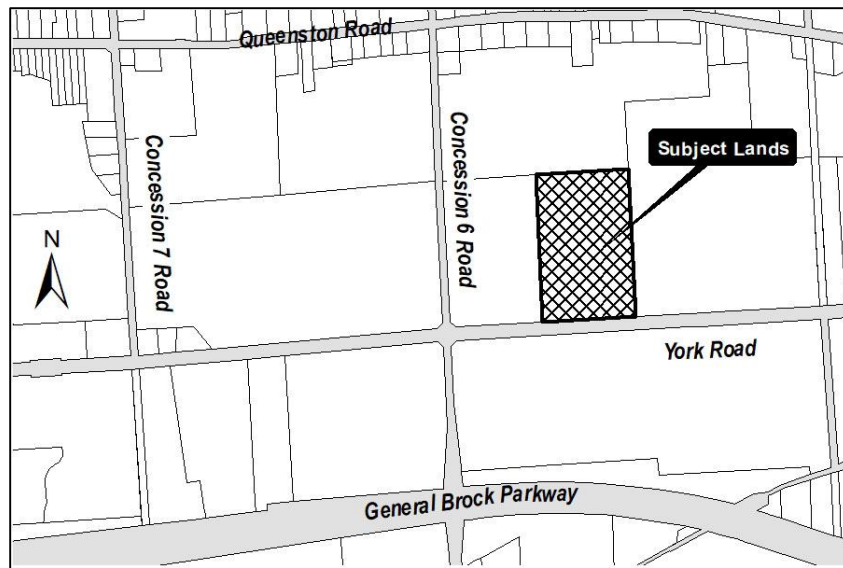 Queenston Road
Concession 7 Road
Concession 6 Road
Subject Lands
N
York Road
General Brock Parkway